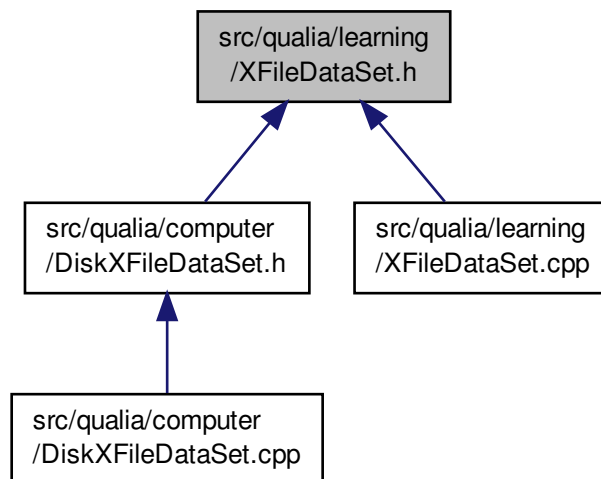 src/qualia/learning
/XFileDataSet.h
src/qualia/computer
/DiskXFileDataSet.h
src/qualia/learning
/XFileDataSet.cpp
src/qualia/computer
/DiskXFileDataSet.cpp